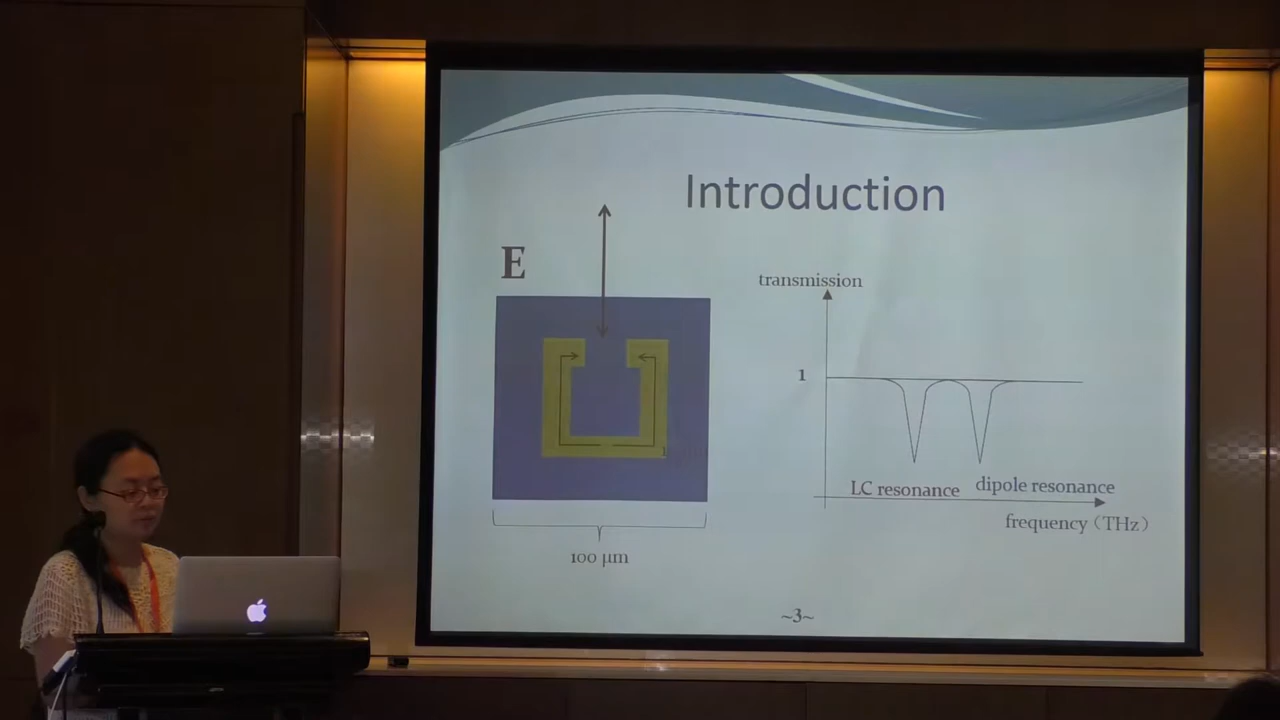 Introduction
E
transmission
1
LC resonance
dipole resonance
frequency（THz）
100 μm
~3~